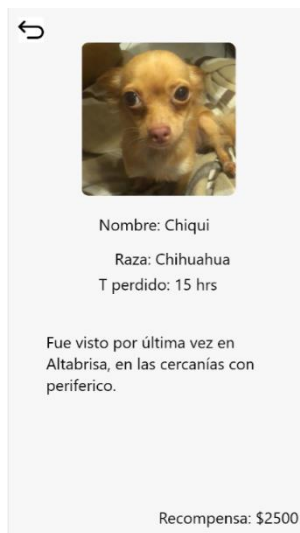 Nombre: Chiqui
Raza: Chihuahua
T perdido: 15 hrs
Fue visto por última vez en
Altabrisa, en las cercanías con
periferico.
Recompensa: $2500